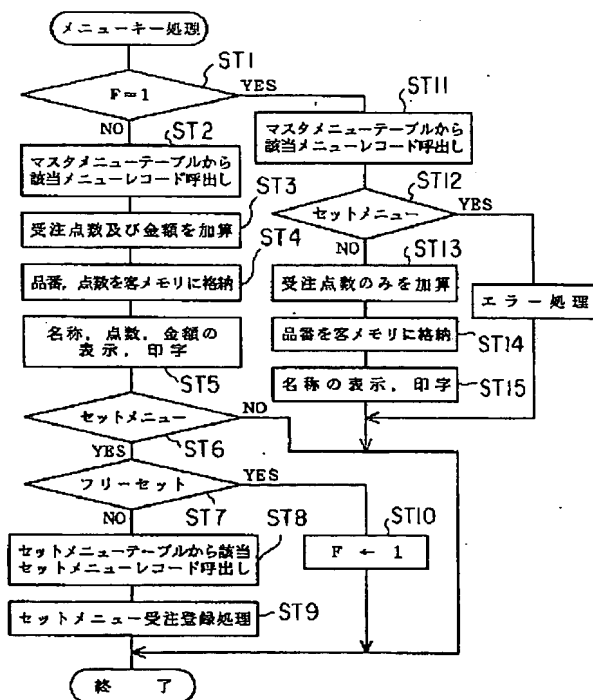 メニューキー処理
ST1
F=1
YES
NO
ST2
マスタメニューテーブルから
該当メニューレコード呼出し
ST3
受注点数及び金額を加算
ST4
品番,点数を客メモリに格納
名称,点数,金額の
表示,印字
ST5
セットメニュー
NO
YES
ST6
フリーセット
YES
NO
ST7
ST8
セットメニューテーブルから該当
セットメニューレコード呼出し
ST9
セットメニュー受注登録処理
ST10
F ← 1
ST11
マスタメニューテーブルから
該当メニューレコード呼出し
ST12
セットメニュー
YES
NO
ST13
受注点数のみを加算
エラー処理
品番を客メモリに格納
ST14
名称の表示,印字
ST15
終 了